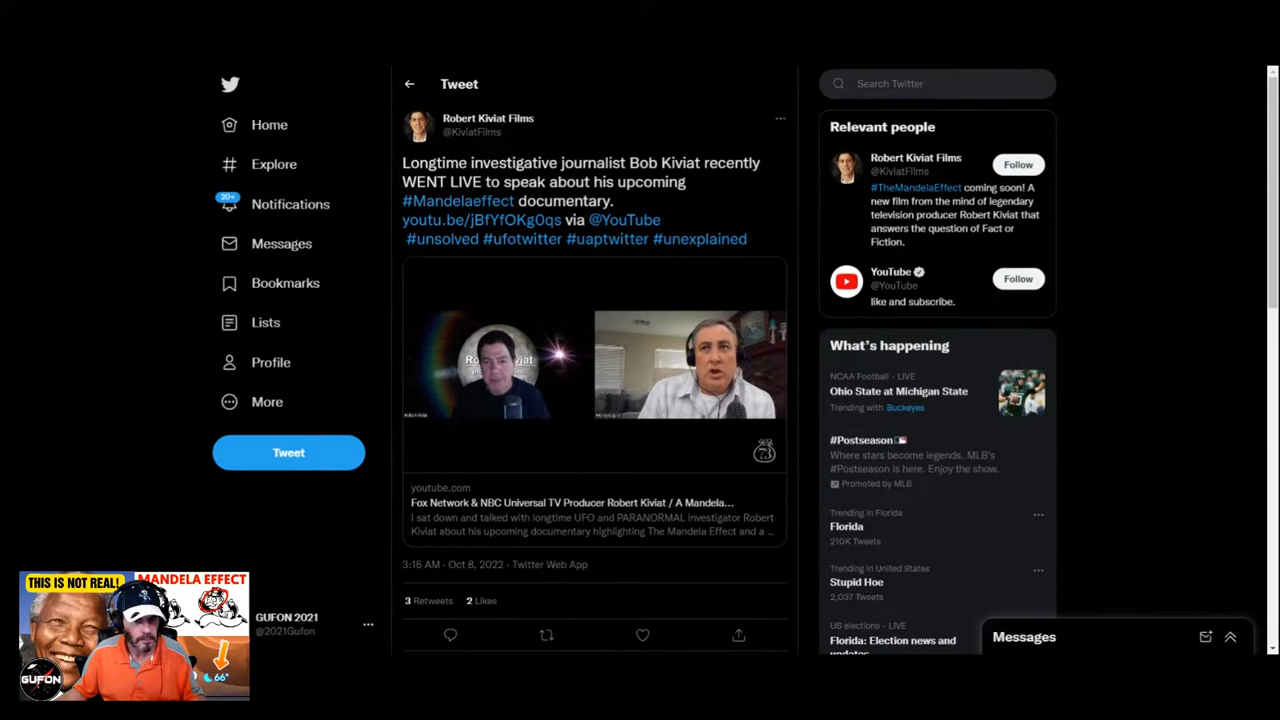 Home
Explore
20+
Notifications
Messages
Bookmarks
Lists
Profile
More
Tweet
GUFON 2021
@2021Gufon
Tweet
Robert Kiviat Films
@KiviatFilms
Longtime investigative journalist Bob Kiviat recently
WENT LIVE to speak about his upcoming
#Mandelaeffect documentary.
youtu.be/jBfYfOKg0qs via @YouTube
#unsolved #ufotwitter #uaptwitter #unexplained
73
youtube.com
Fox Network & NBC Universal TV Producer Robert Kiviat / A Mandela...
I sat down and talked with longtime UFO and PARANORMAL investigator Robert
Kiviat about his upcoming documentary highlighting The Mandela Effect and a ...
3:15 AM · Oct 8, 2022 · Twitter Web App
3 Retweets 2 Likes
Search Twitter
Relevant people
Robert Kiviat Films
@KiviatFilms
Follow
#TheMandelaEffect coming soon! A
new film from the mind of legendary
television producer Robert Kiviat that
answers the question of Fact or
Fiction.
YouTube
@YouTube
Follow
like and subscribe.
What's happening
NCAA Football · LIVE
Ohio State at Michigan State
Trending with Buckeyes
#Postseason
Where stars become legends. MLB's
#Postseason is here. Enjoy the show.
Promoted by MLB
Trending in Florida
Florida
210K Tweets
Trending in United States
Stupid Hoe
2,037 Tweets
US elections · LIVE
Florida: Election news and
updates
Messages
THIS IS NOT REAL!
MANDELA EFFECT
GUFON
66°